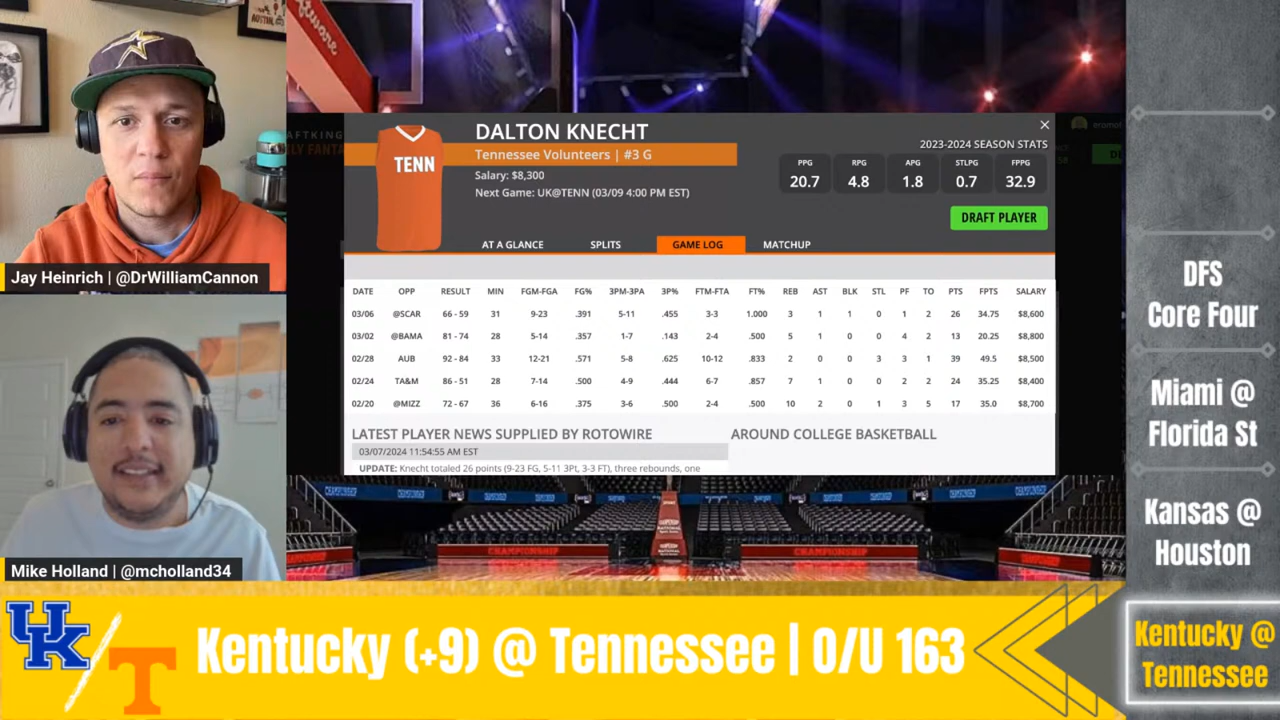 AUSTIN,
Jay Heinrich | @DrWilliamCannon
Mike Holland | @mcholland34
DALTON KNECHT
Tennessee Volunteers | #3 G
Salary: $8,300
Next Game: UK@TENN (03/09 4:00 PM EST)
TENN
×
2023-2024 SEASON STATS
PPG RPG APG STLPG FPPG
20.7 4.8 1.8 0.7 32.9
DRAFT PLAYER
AT A GLANCE SPLITS GAME LOG MATCHUP
DATE OPP RESULT MIN FGM-FGA FG% 3PM-3PA 3P% FTM-FTA FT% REB AST BLK STL PF TO PTS FPTS SALARY
03/06 @SCAR 66 - 59 31 9-23 .391 5-11 .455 3-3 1.000 3 1 1 0 1 2 26 34.75 $8,600
03/02 @BAMA 81 - 74 28 5-14 .357 1-7 .143 2-4 .500 5 1 0 0 4 2 13 20.25 $8,800
02/28 AUB 92 - 84 33 12-21 .571 5-8 .625 10-12 .833 2 0 0 3 3 1 39 49.5 $8,500
02/24 TA&M 86 - 51 28 7-14 .500 4-9 .444 6-7 .857 7 1 0 0 2 2 24 35.25 $8,400
02/20 @MIZZ 72 - 67 36 6-16 .375 3-6 .500 2-4 .500 10 2 0 1 3 5 17 35.0 $8,700
LATEST PLAYER NEWS SUPPLIED BY ROTOWIRE
AROUND COLLEGE BASKETBALL
03/07/2024 11:54:55 AM EST
UPDATE: Knecht totaled 26 points (9-23 FG, 5-11 3Pt, 3-3 FT), three rebounds, one
CHAMPIONSHIP
CHAMPIONSHIP
DFS
Core Four
Miami @
Florida St
Kansas @
Houston
Kentucky @
Tennessee
UK
T
Kentucky (+9) @ Tennessee | O/U 163